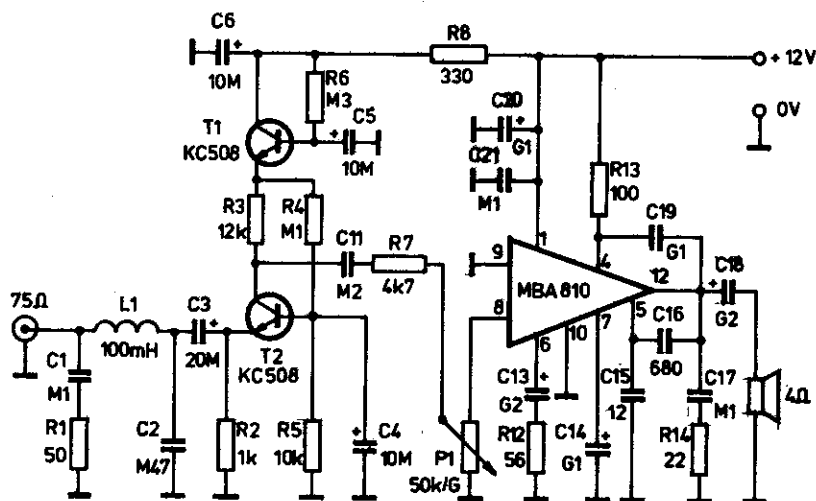 C6
+
10M
R6
M3
R8
330
+ 12V
0V
T1
KC508
C5
+
10M
C20
+
G1
C21
M1
R13
100
R3
12k
R4
M1
C11
M2
R7
4k7
C19
G1
1
4
9
8
MBA810
12
5
7
10
6
C18
+
G2
75Ω
L1
100mH
C3
+
20M
T2
KC508
C16
680
C1
M1
C13
+
G2
C15
12
C17
M1
4Ω
R1
50
C2
M47
R2
1k
R5
10k
C4
+
10M
P1
50k/G
R12
56
C14
+
G1
R14
22